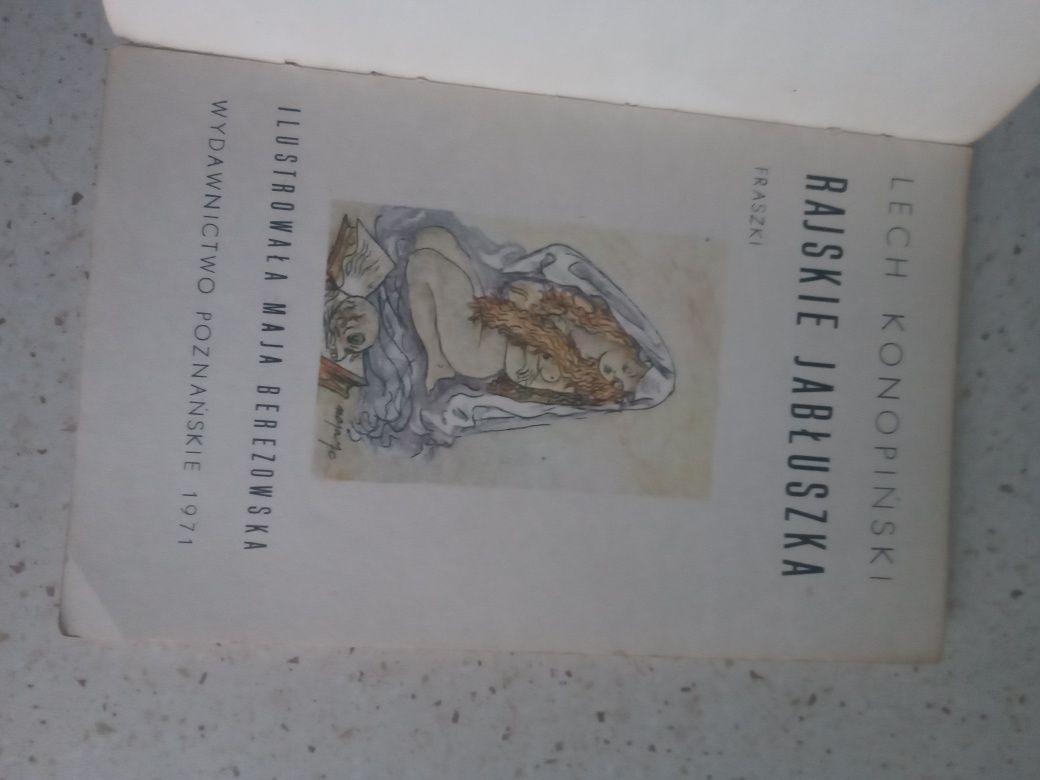 LECH KONOPIŃSKI
RAJSKIE JABŁUSZKA
FRASZKI
ILUSTROWAŁA MAJA BEREZOWSKA
WYDAWNICTWO POZNAŃSKIE 1971